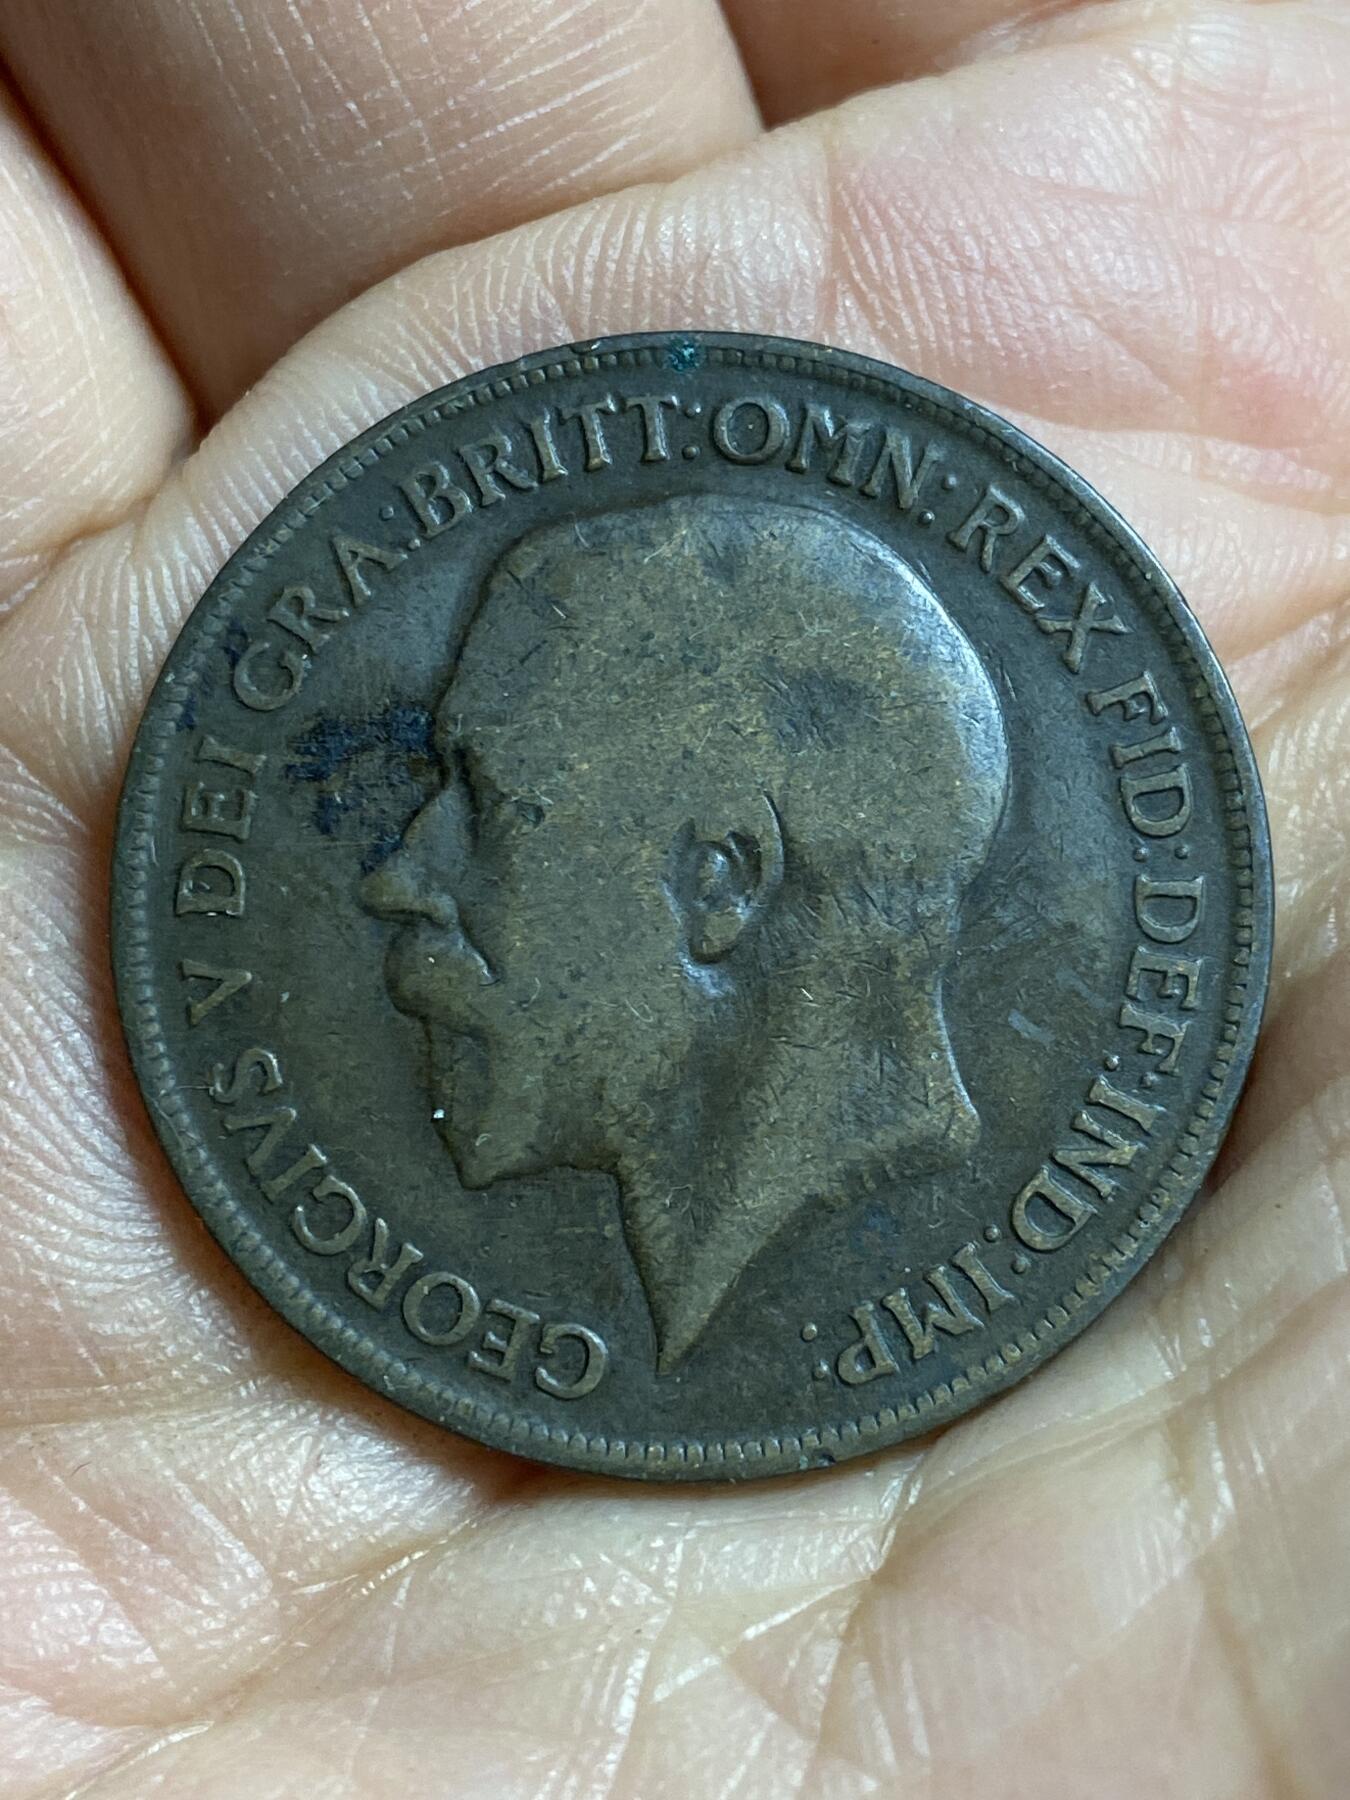 GEORGIVS V DEI GRA: BRITT: OMN: REX FID: DEF: IND: IMP: